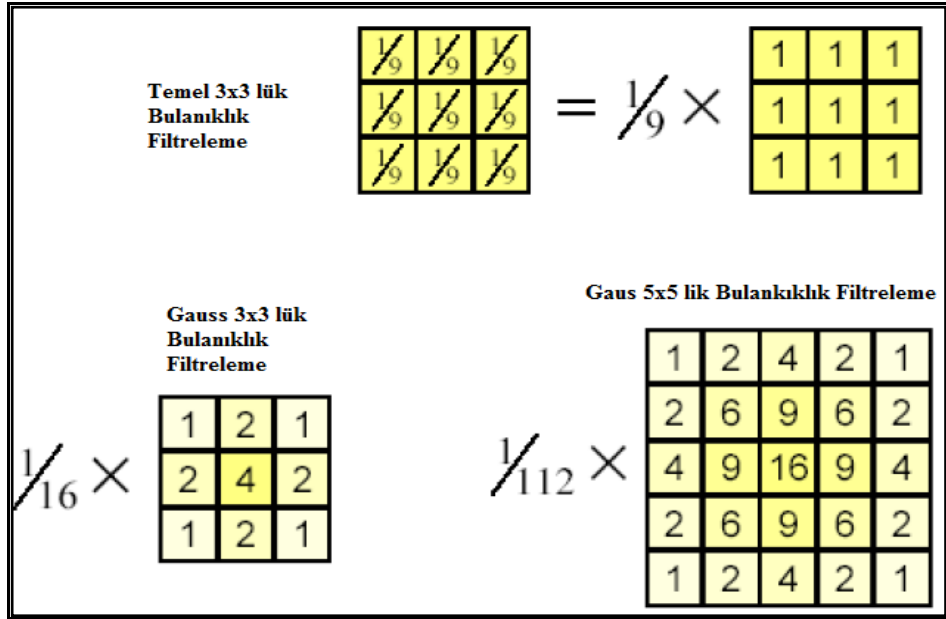 Temel 3x3 lük
Bulanıklık
Filtreleme
1/9 1/9 1/9
1/9 1/9 1/9
1/9 1/9 1/9
= 1/9 ×
1 1 1
1 1 1
1 1 1
Gauss 3x3 lük
Bulanıklık
Filtreleme
1/16 ×
1 2 1
2 4 2
1 2 1
Gaus 5x5 lik Bulankıklık Filtreleme
1/112 ×
1 2 4 2 1
2 6 9 6 2
4 9 16 9 4
2 6 9 6 2
1 2 4 2 1